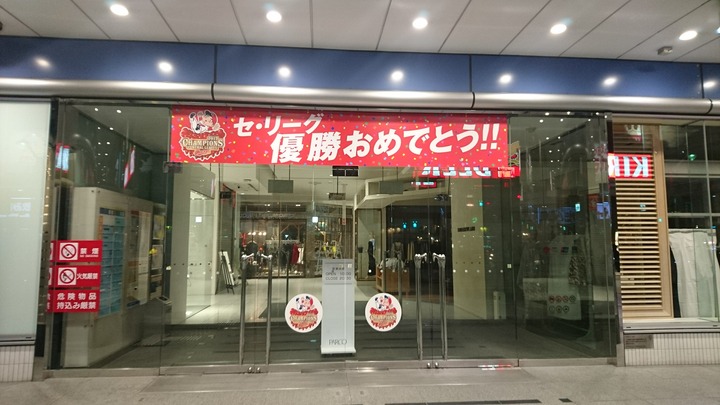 セ・リーグ
優勝おめでとう!!
CHAMPIONS
禁煙
火気厳禁
危険物品
持込み厳禁
PARCO
KIR